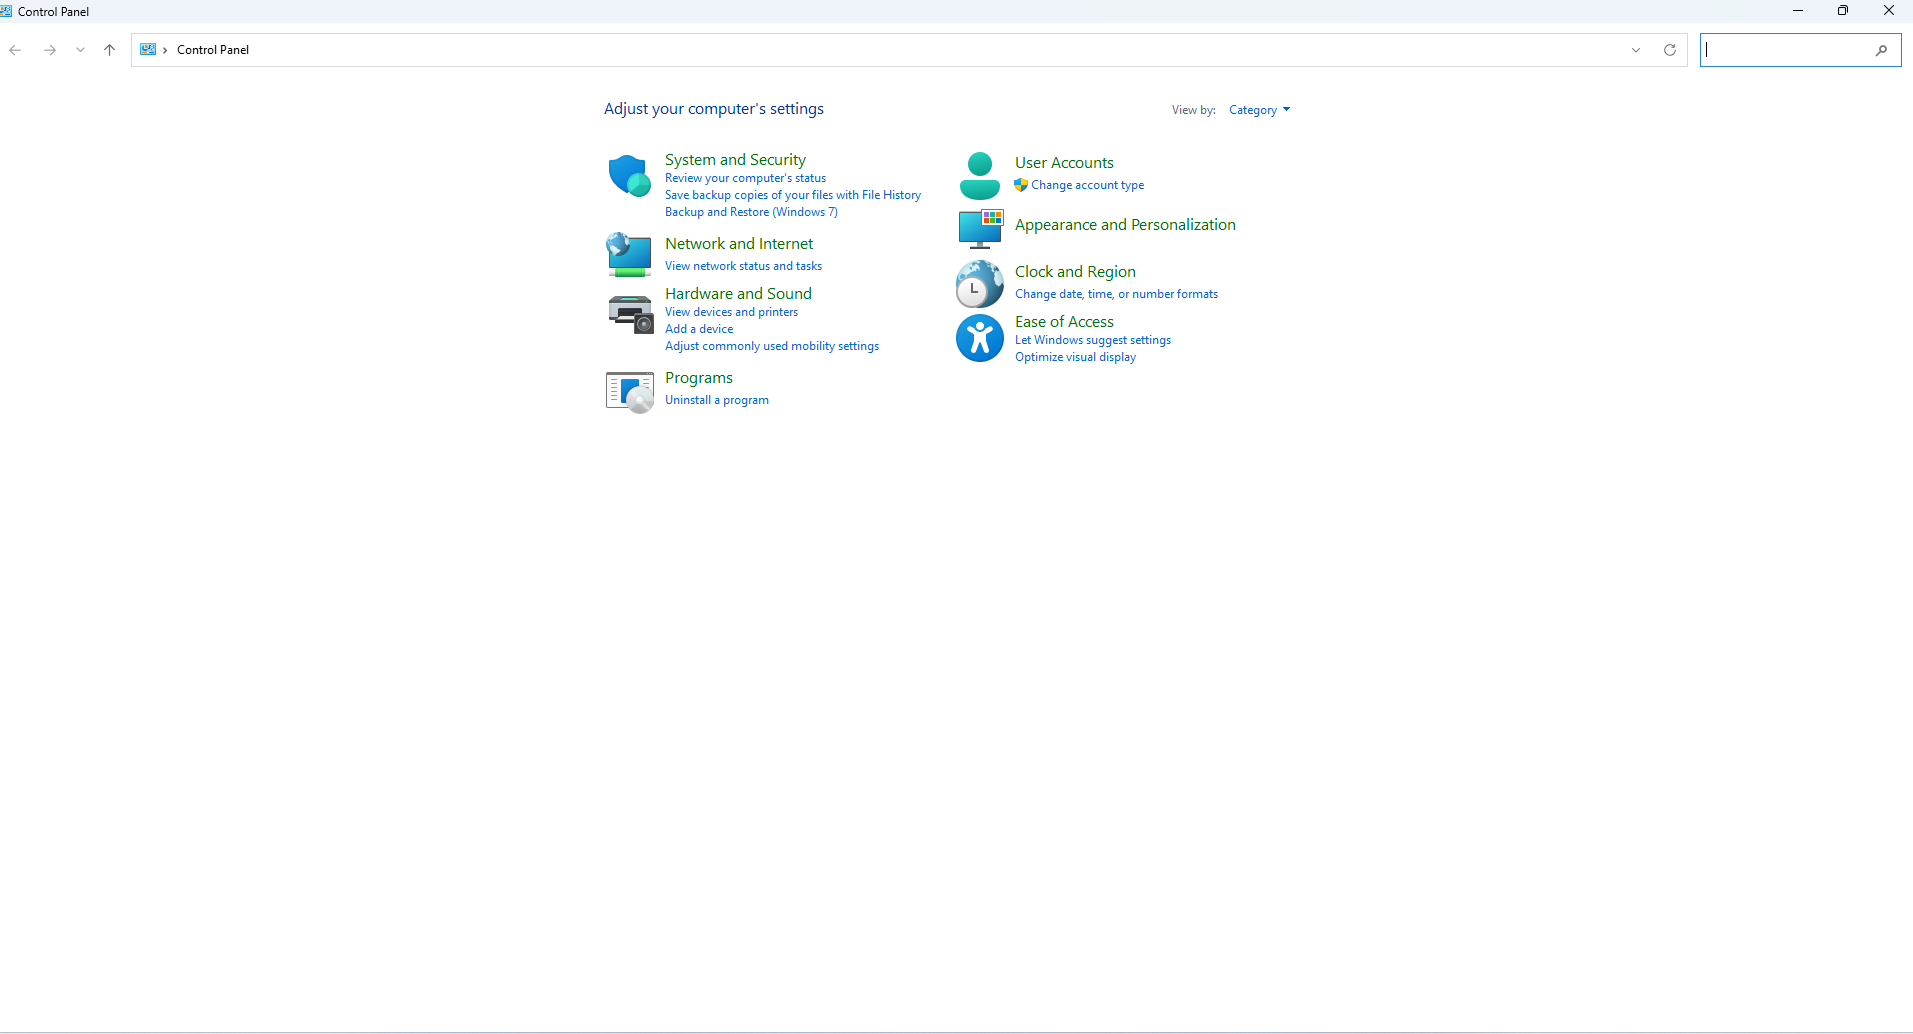 Control Panel
Control Panel
Adjust your computer's settings
View by: Category
System and Security
Review your computer's status
Save backup copies of your files with File History
Backup and Restore (Windows 7)
Network and Internet
View network status and tasks
Hardware and Sound
View devices and printers
Add a device
Adjust commonly used mobility settings
Programs
Uninstall a program
User Accounts
Change account type
Appearance and Personalization
Clock and Region
Change date, time, or number formats
Ease of Access
Let Windows suggest settings
Optimize visual display